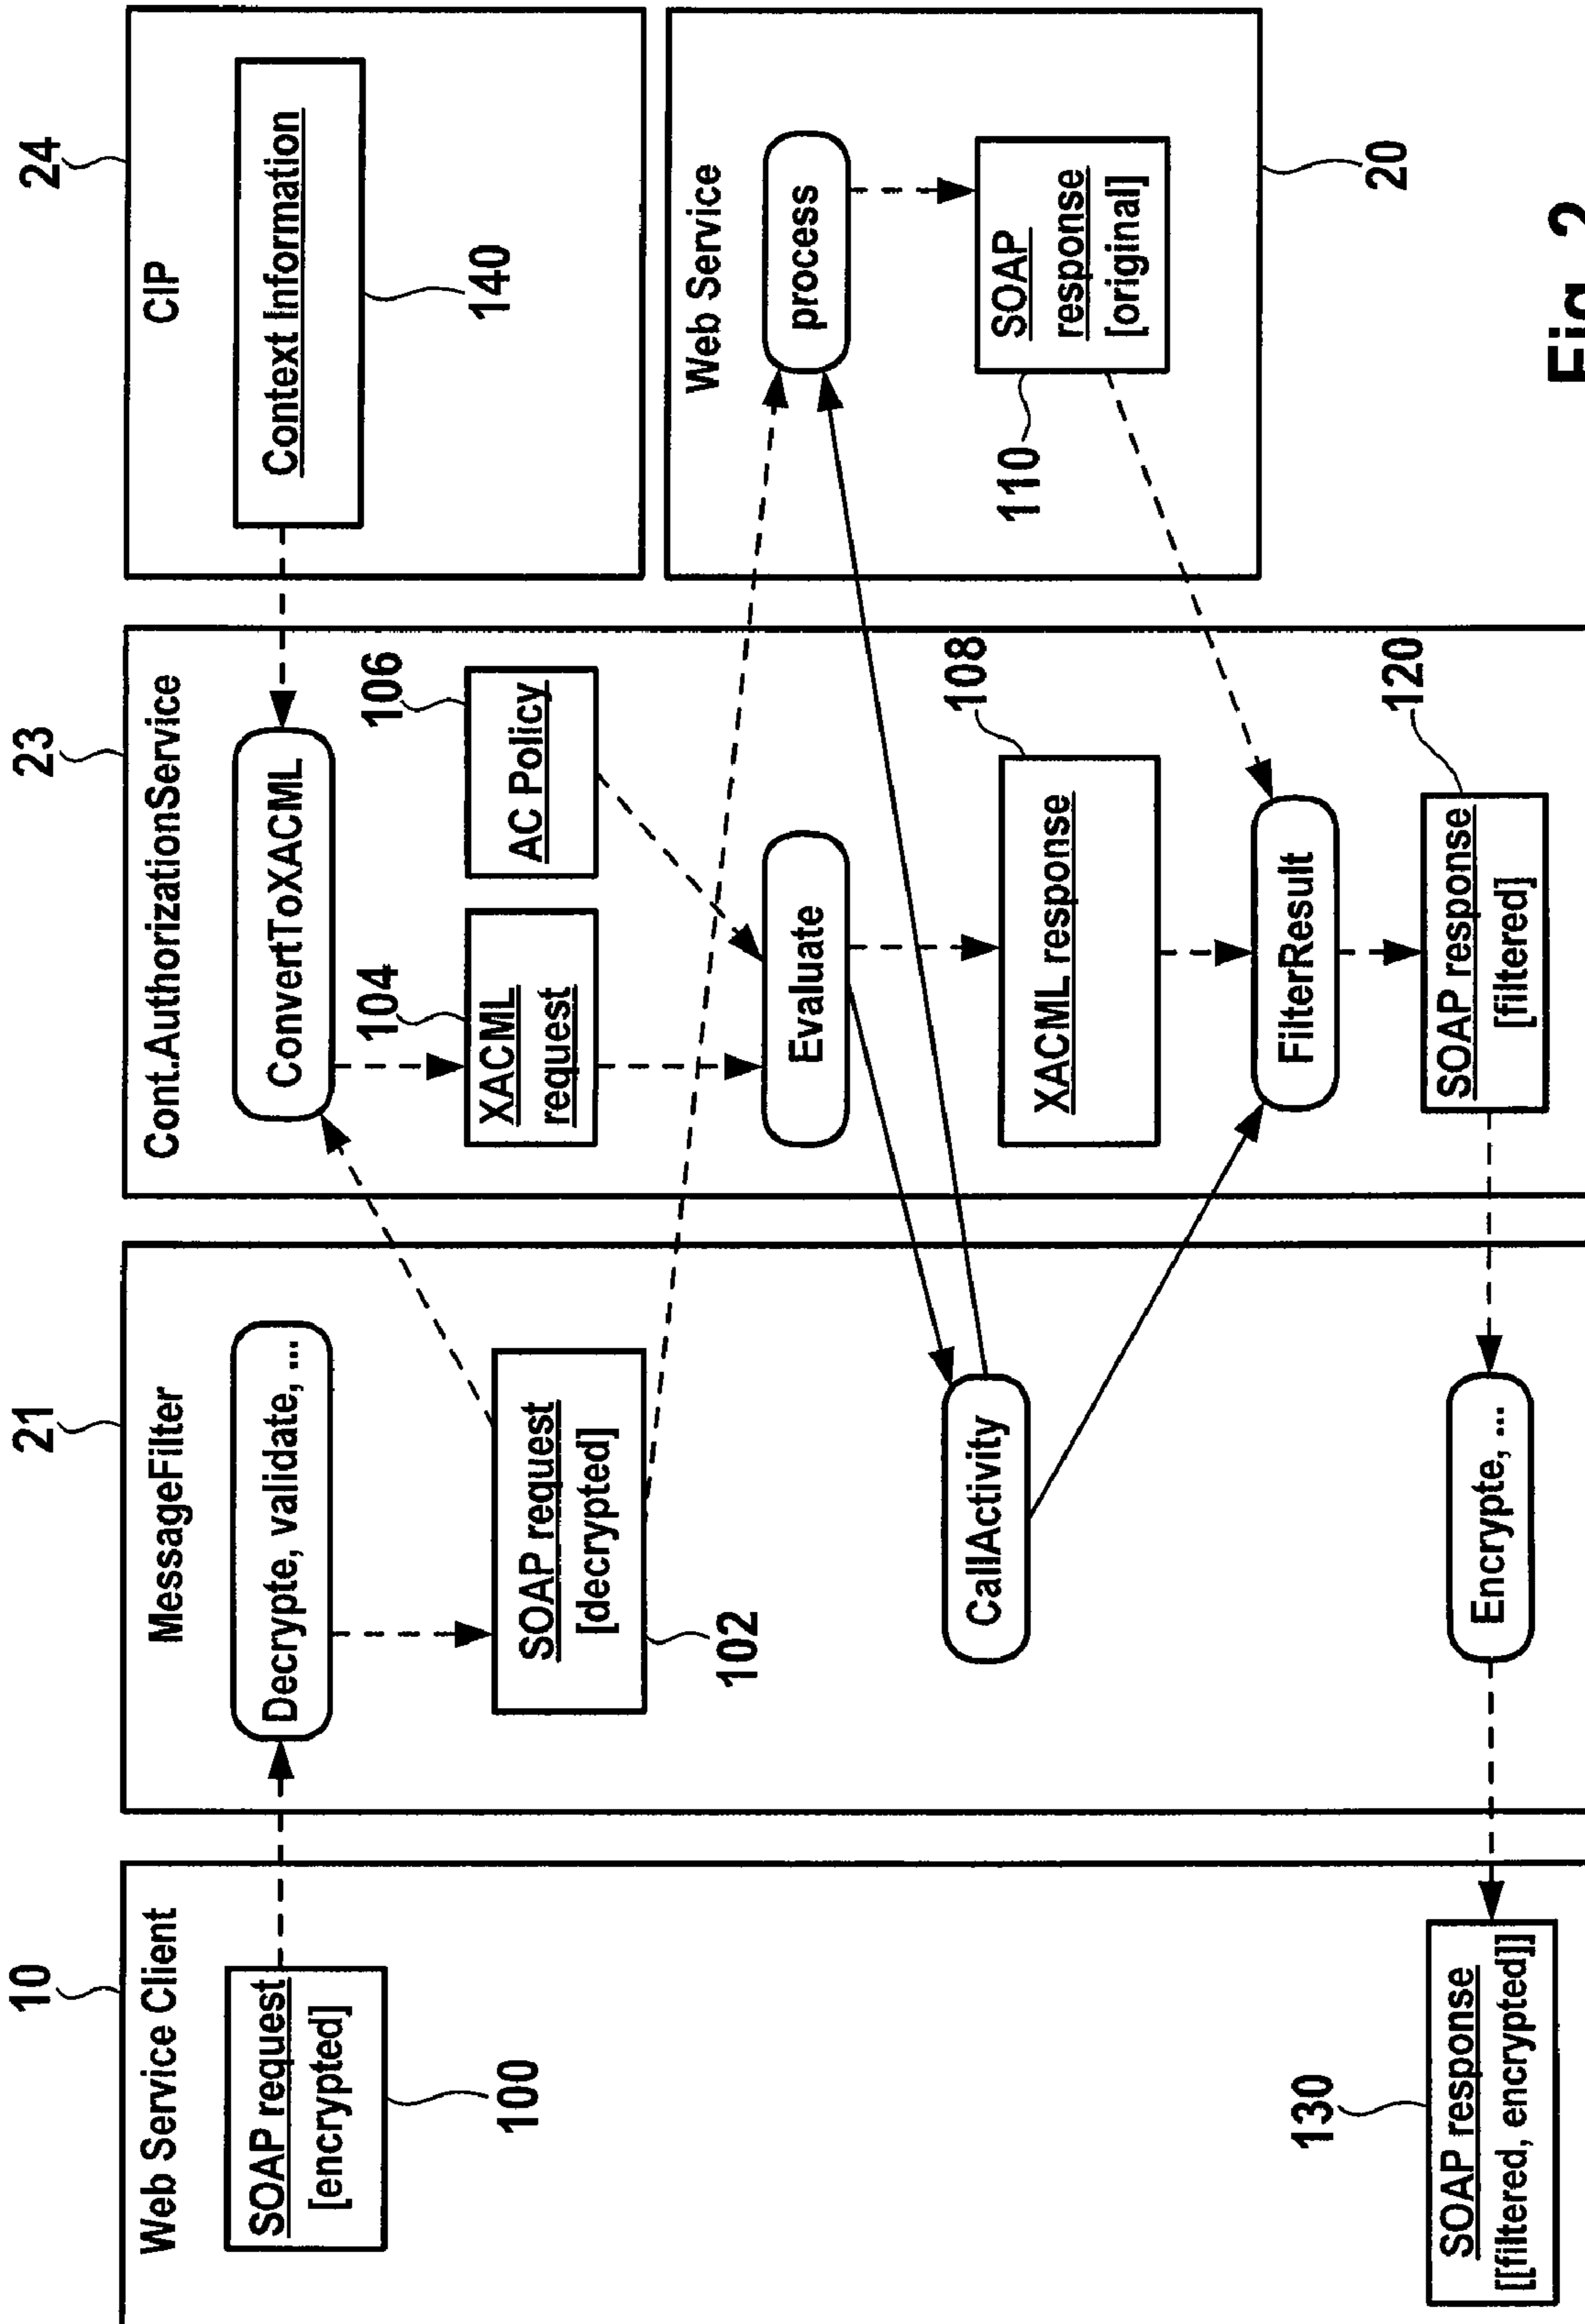 10
Web Service Client
SOAP request
[encrypted]
100
130
SOAP response
[[filtered, encrypted]]
21
MessageFilter
Decrypte, validate, ...
SOAP request
[decrypted]
102
CallActivity
Encrypte, ...
23
Cont.AuthorizationService
ConvertToXACML
104
XACML
request
106
AC Policy
Evaluate
108
XACML response
FilterResult
120
SOAP response
[filtered]
24
CIP
Context Information
140
Web Service
process
SOAP
response
[original]
110
20
Fig. 2